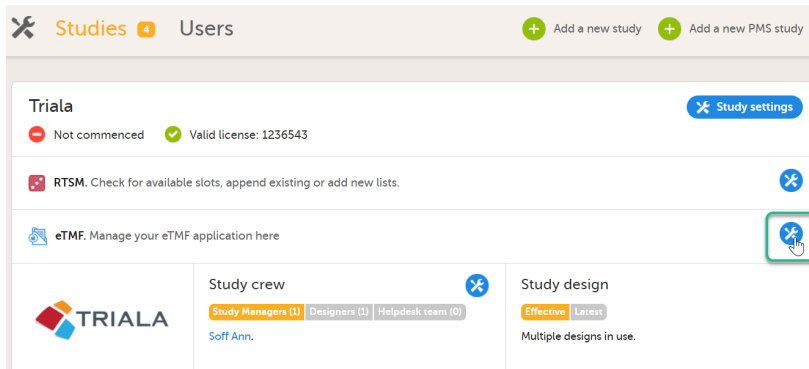 Studies 4 Users
Add a new study
Add a new PMS study
Triala
Study settings
Not commenced
Valid license: 1236543
RTSM. Check for available slots, append existing or add new lists.
eTMF. Manage your eTMF application here
TRIALA
Study crew
Study Managers (1) Designers (1) Helpdesk team (0)
Soff Ann.
Study design
Effective Latest
Multiple designs in use.